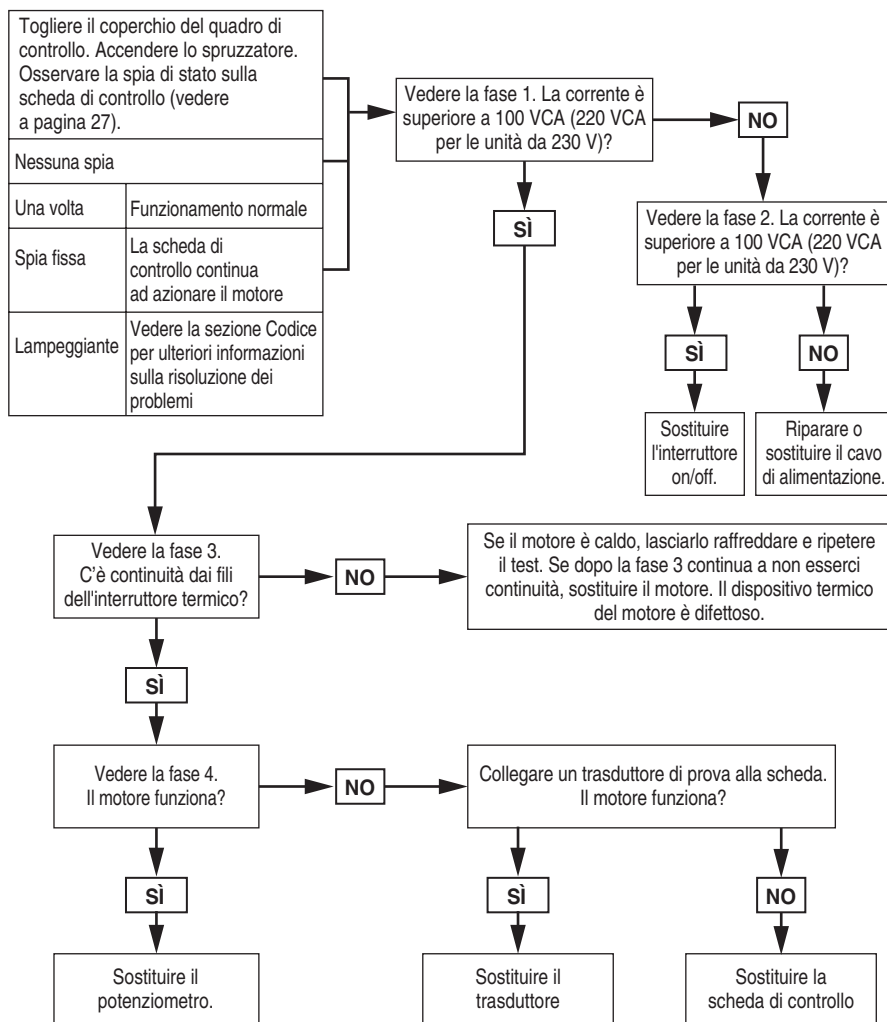 Togliere il coperchio del quadro di
controllo. Accendere lo spruzzatore.
Osservare la spia di stato sulla
scheda di controllo (vedere
a pagina 27).
Nessuna spia
Una volta
Funzionamento normale
Spia fissa
La scheda di
controllo continua
ad azionare il motore
Lampeggiante
Vedere la sezione Codice
per ulteriori informazioni
sulla risoluzione dei
problemi
Vedere la fase 1. La corrente è
superiore a 100 VCA (220 VCA
per le unità da 230 V)?
NO
SÌ
Vedere la fase 2. La corrente è
superiore a 100 VCA (220 VCA
per le unità da 230 V)?
SÌ
NO
Sostituire
l'interruttore
on/off.
Riparare o
sostituire il cavo
di alimentazione.
Vedere la fase 3.
C'è continuità dai fili
dell'interruttore termico?
NO
Se il motore è caldo, lasciarlo raffreddare e ripetere
il test. Se dopo la fase 3 continua a non esserci
continuità, sostituire il motore. Il dispositivo termico
del motore è difettoso.
SÌ
Vedere la fase 4.
Il motore funziona?
NO
Collegare un trasduttore di prova alla scheda.
Il motore funziona?
SÌ
SÌ
NO
Sostituire il
potenziometro.
Sostituire il
trasduttore
Sostituire la
scheda di controllo